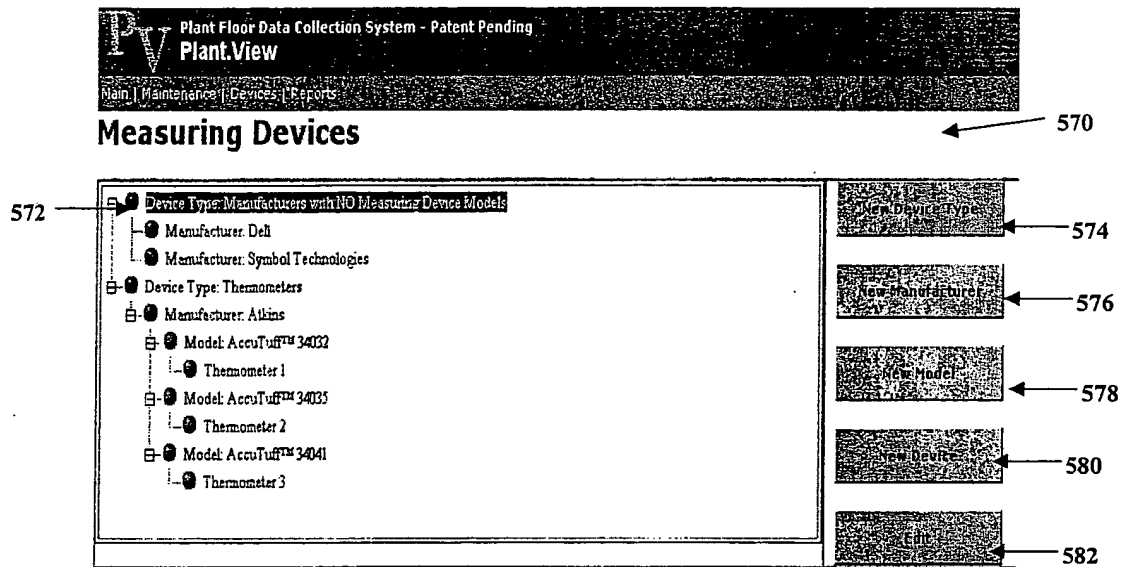 PV
Plant Floor Data Collection System - Patent Pending
Plant.View
Main | Maintenance | Devices | Reports
Measuring Devices
570
572
Device Type: Manufacturers with NO Measuring Device Models
Manufacturer: Dell
Manufacturer: Symbol Technologies
Device Type: Thermometers
Manufacturer: Atkins
Model: AccuTuff™ 34032
Thermometer 1
Model: AccuTuff™ 34035
Thermometer 2
Model: AccuTuff™ 34041
Thermometer 3
New Device Type
574
New Manufacturer
576
New Model
578
New Device
580
Edit
582